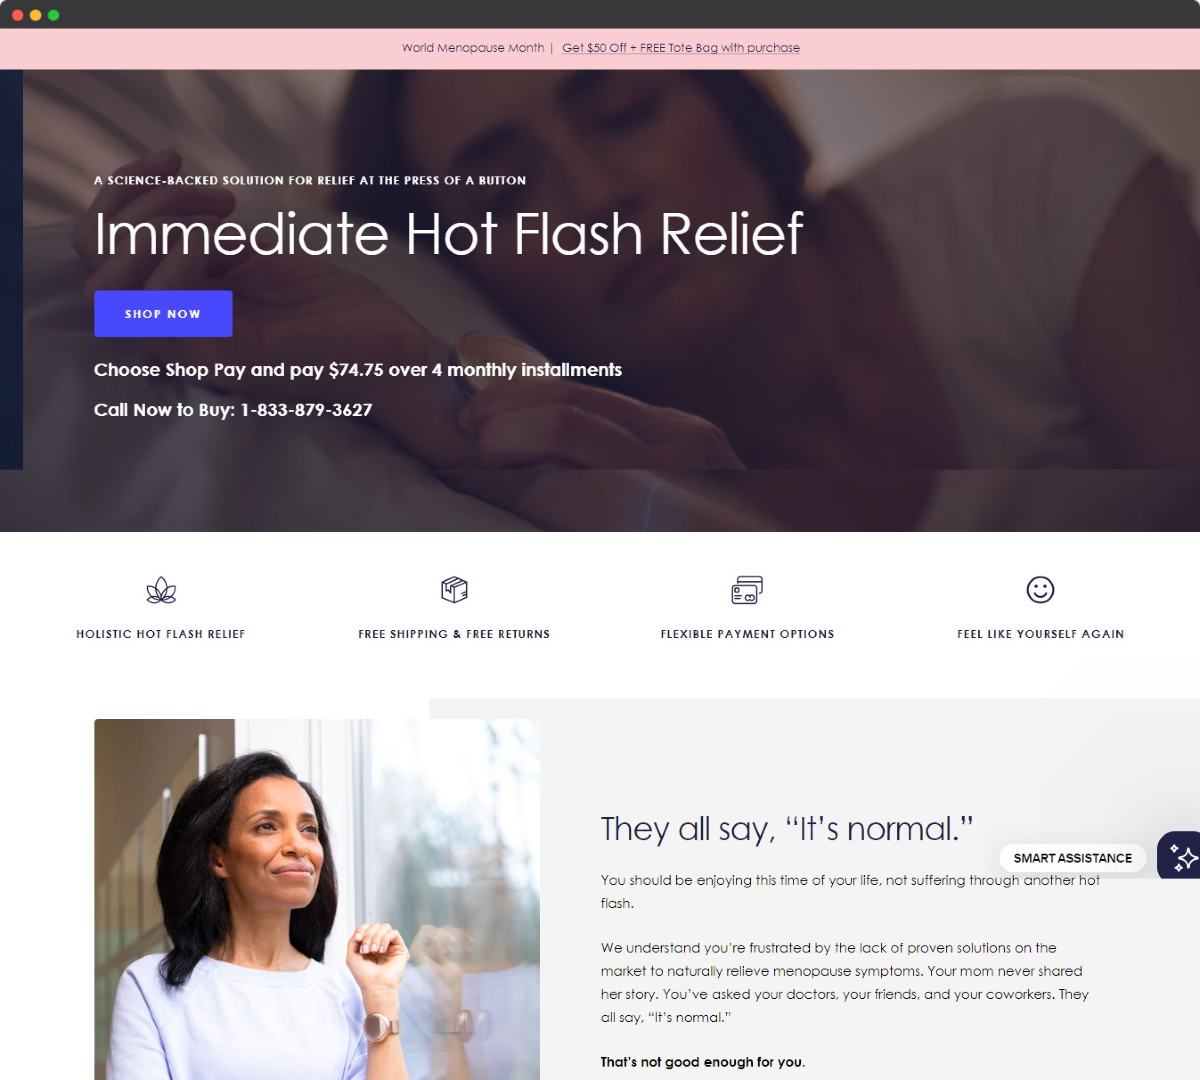 World Menopause Month | Get $50 Off + FREE Tote Bag with purchase
A SCIENCE-BACKED SOLUTION FOR RELIEF AT THE PRESS OF A BUTTON
Immediate Hot Flash Relief
SHOP NOW
Choose Shop Pay and pay $74.75 over 4 monthly installments
Call Now to Buy: 1-833-879-3627
HOLISTIC HOT FLASH RELIEF
FREE SHIPPING & FREE RETURNS
FLEXIBLE PAYMENT OPTIONS
FEEL LIKE YOURSELF AGAIN
They all say, “It’s normal.”
SMART ASSISTANCE
You should be enjoying this time of your life, not suffering through another hot
flash.
We understand you’re frustrated by the lack of proven solutions on the
market to naturally relieve menopause symptoms. Your mom never shared
her story. You’ve asked your doctors, your friends, and your coworkers. They
all say, “It’s normal.”
That’s not good enough for you.